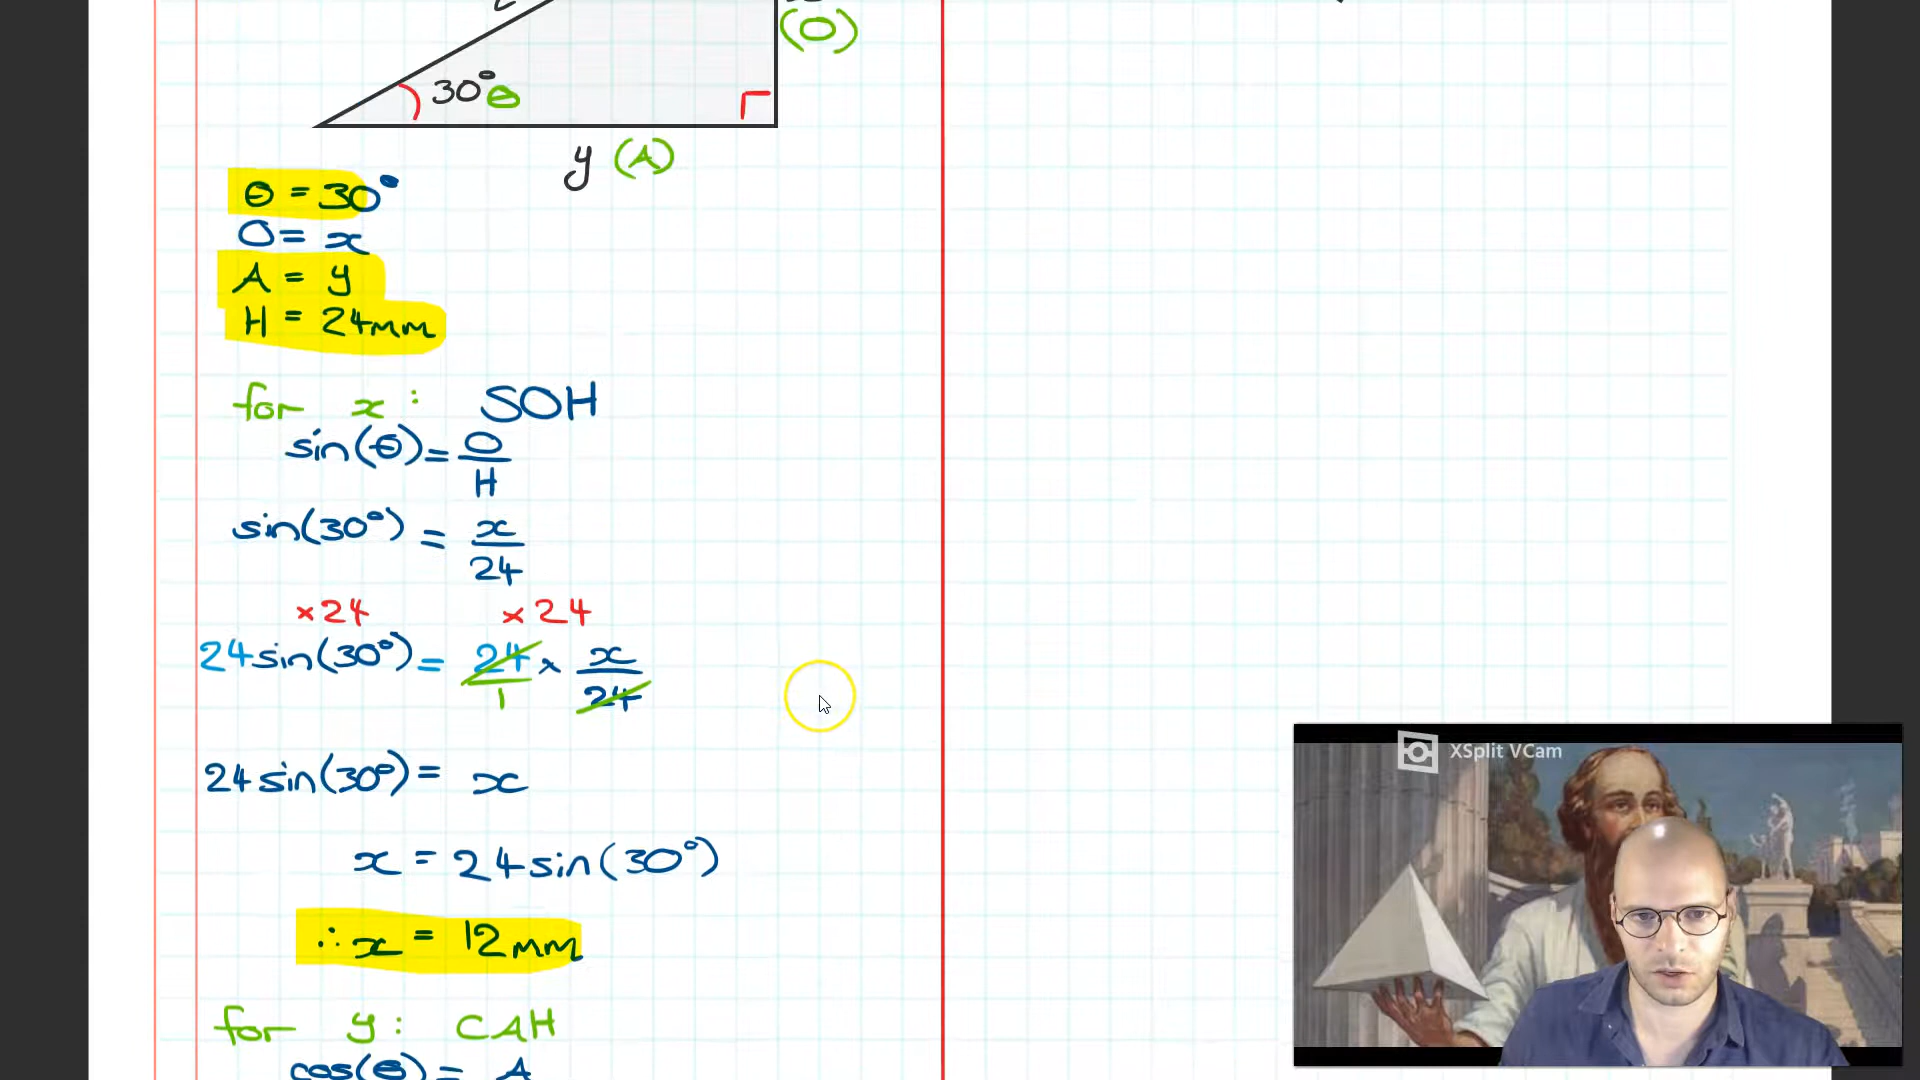 (O)
30° θ
y (A)
θ = 30°
O = x
A = y
H = 24mm
for x: SOH
sin(θ) = O/H
sin(30°) = x/24
×24 ×24
24sin(30°) = 24/1 × x/24
24sin(30°) = x
x = 24sin(30°)
∴ x = 12mm
for y: CAH
cos(θ) = A
XSplit VCam